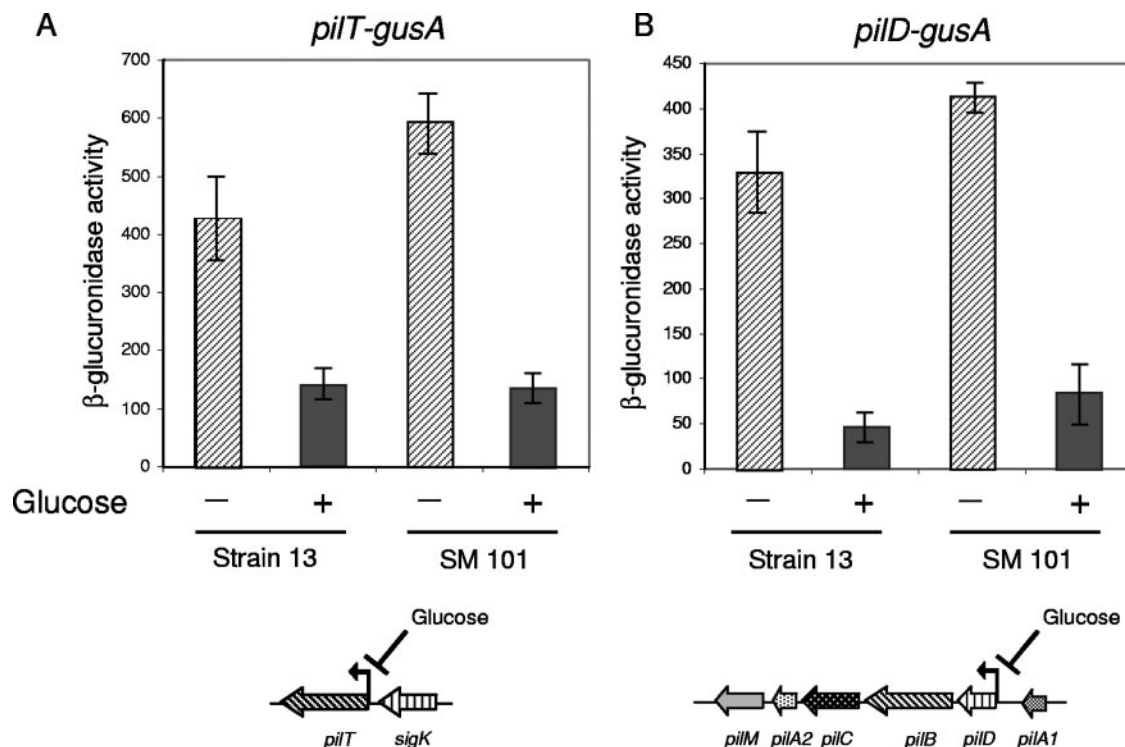 A
pilT-gusA
β-glucuronidase activity
700
600
500
400
300
200
100
0
Glucose
— + — +
Strain 13 SM 101
Glucose
pilT sigK
B
pilD-gusA
β-glucuronidase activity
450
400
350
300
250
200
150
100
50
0
— + — +
Strain 13 SM 101
Glucose
pilM pilA2 pilC pilB pilD pilA1